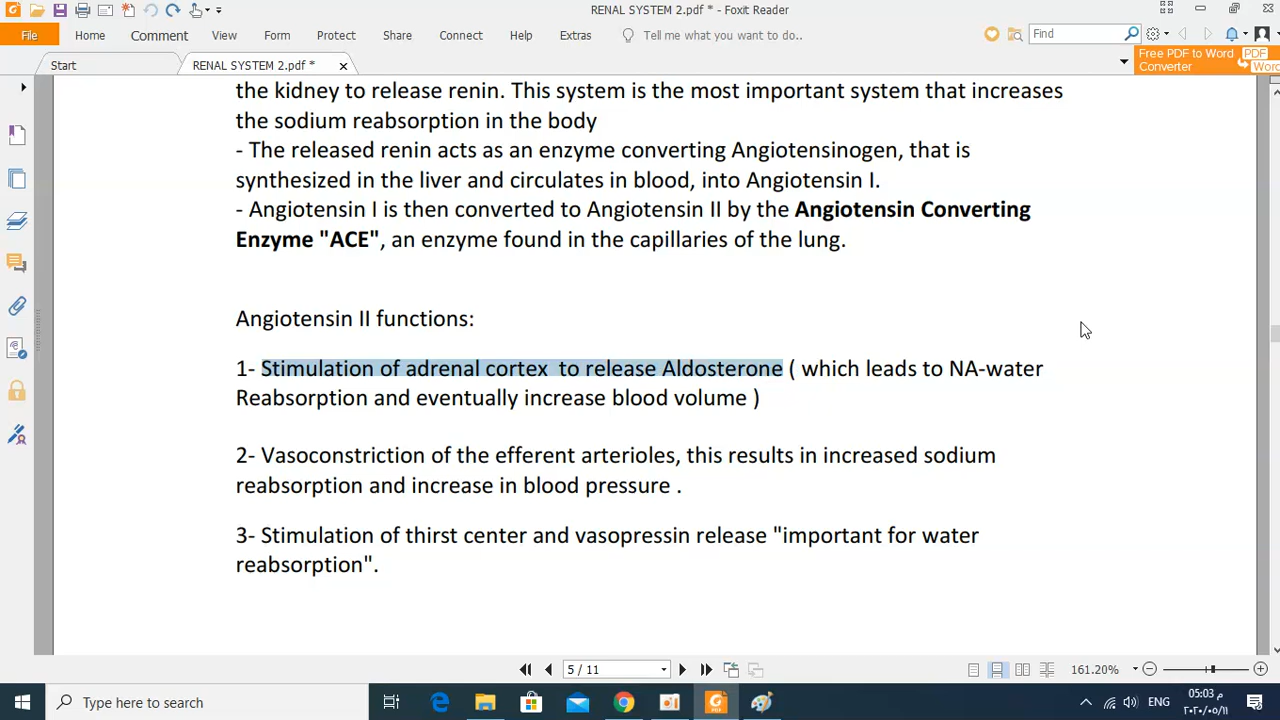 RENAL SYSTEM 2.pdf * - Foxit Reader
File Home Comment View Form Protect Share Connect Help Extras Tell me what you want to do.. Find
Start RENAL SYSTEM 2.pdf * Free PDF to Word Converter PDF Word
the kidney to release renin. This system is the most important system that increases
the sodium reabsorption in the body
- The released renin acts as an enzyme converting Angiotensinogen, that is
synthesized in the liver and circulates in blood, into Angiotensin I.
- Angiotensin I is then converted to Angiotensin II by the Angiotensin Converting
Enzyme "ACE", an enzyme found in the capillaries of the lung.
Angiotensin II functions:
1- Stimulation of adrenal cortex  to release Aldosterone ( which leads to NA-water
Reabsorption and eventually increase blood volume )
2- Vasoconstriction of the efferent arterioles, this results in increased sodium
reabsorption and increase in blood pressure .
3- Stimulation of thirst center and vasopressin release "important for water
reabsorption".
5 / 11 161.20%
Type here to search ENG 05:03 م
٢٠٢٠/٠٥/١١